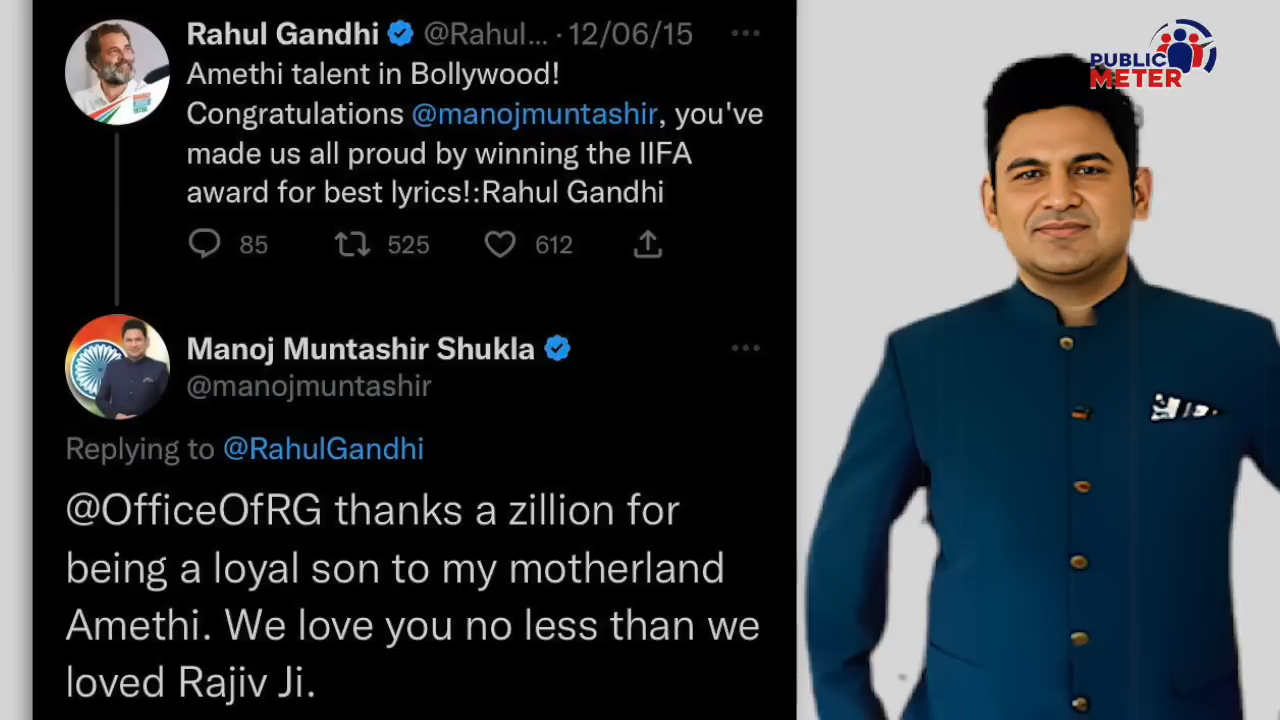 Rahul Gandhi @Rahul... · 12/06/15
Amethi talent in Bollywood!
Congratulations @manojmuntashir, you've
made us all proud by winning the IIFA
award for best lyrics!:Rahul Gandhi
85 525 612
Manoj Muntashir Shukla
@manojmuntashir
Replying to @RahulGandhi
@OfficeOfRG thanks a zillion for
being a loyal son to my motherland
Amethi. We love you no less than we
loved Rajiv Ji.
PUBLIC
METER